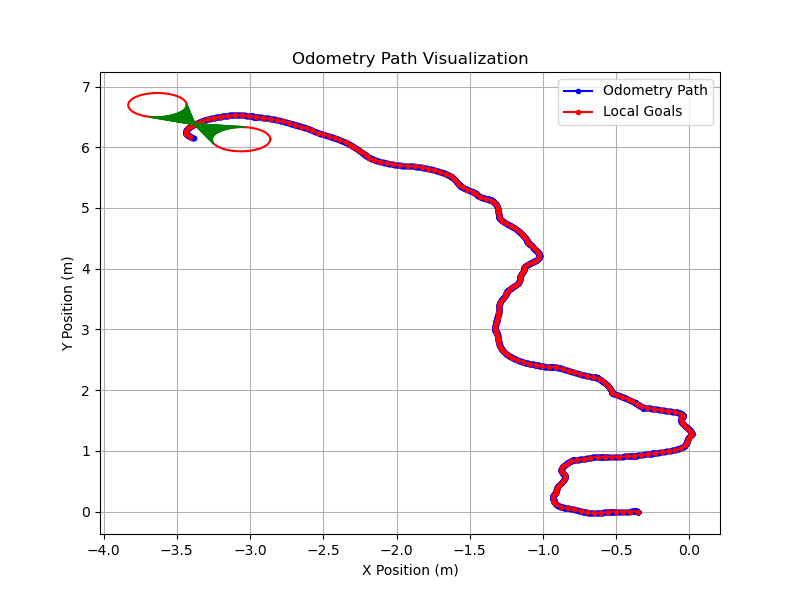 Odometry Path Visualization
Odometry Path
Local Goals
Y Position (m)
7
6
5
4
3
2
1
0
−4.0 −3.5 −3.0 −2.5 −2.0 −1.5 −1.0 −0.5 0.0
X Position (m)